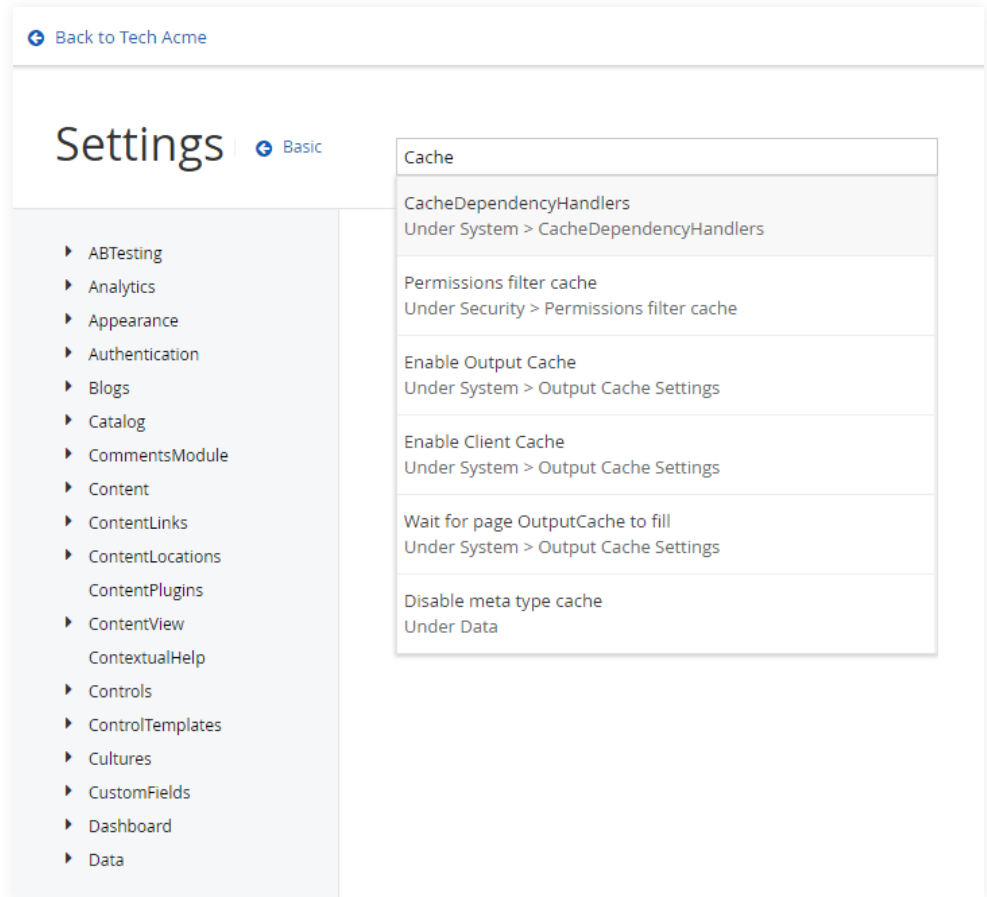 Back to Tech Acme
Settings
Basic
Cache
CacheDependencyHandlers
Under System > CacheDependencyHandlers
Permissions filter cache
Under Security > Permissions filter cache
Enable Output Cache
Under System > Output Cache Settings
Enable Client Cache
Under System > Output Cache Settings
Wait for page OutputCache to fill
Under System > Output Cache Settings
Disable meta type cache
Under Data
ABTesting
Analytics
Appearance
Authentication
Blogs
Catalog
CommentsModule
Content
ContentLinks
ContentLocations
ContentPlugins
ContentView
ContextualHelp
Controls
ControlTemplates
Cultures
CustomFields
Dashboard
Data